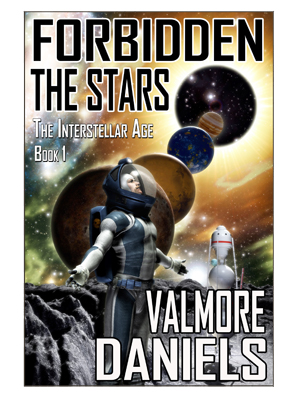 FORBIDDEN
THE STARS
THE INTERSTELLAR AGE
BOOK 1
VALMORE
DANIELS